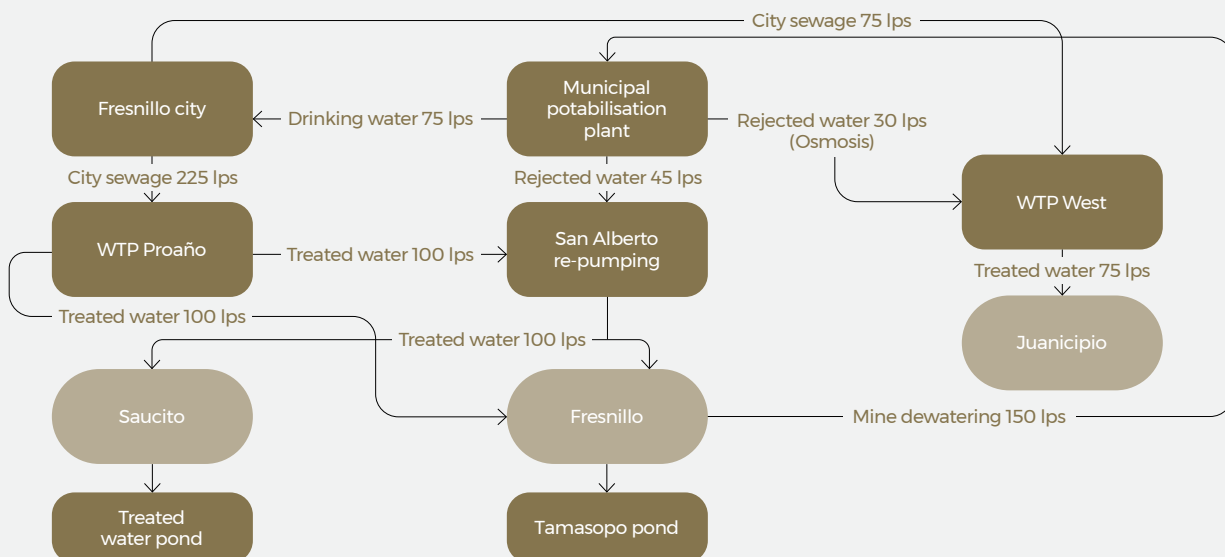 City sewage 75 lps
Fresnillo city
Drinking water 75 lps
Municipal
potabilisation
plant
Rejected water 30 lps
(Osmosis)
City sewage 225 lps
Rejected water 45 lps
WTP West
WTP Proaño
Treated water 100 lps
San Alberto
re-pumping
Treated water 75 lps
Treated water 100 lps
Treated water 100 lps
Juanicipio
Saucito
Fresnillo
Mine dewatering 150 lps
Treated
water pond
Tamasopo pond